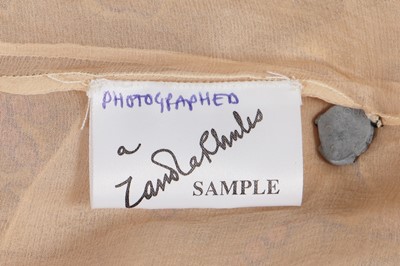 PHOTOGRAPHED
a
Zandra Rhodes
SAMPLE